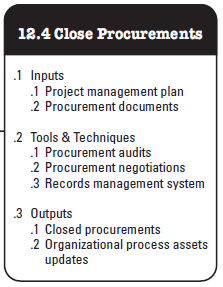 12.4 Close Procurements
.1 Inputs
.1 Project management plan
.2 Procurement documents
.2 Tools & Techniques
.1 Procurement audits
.2 Procurement negotiations
.3 Records management system
.3 Outputs
.1 Closed procurements
.2 Organizational process assets
updates